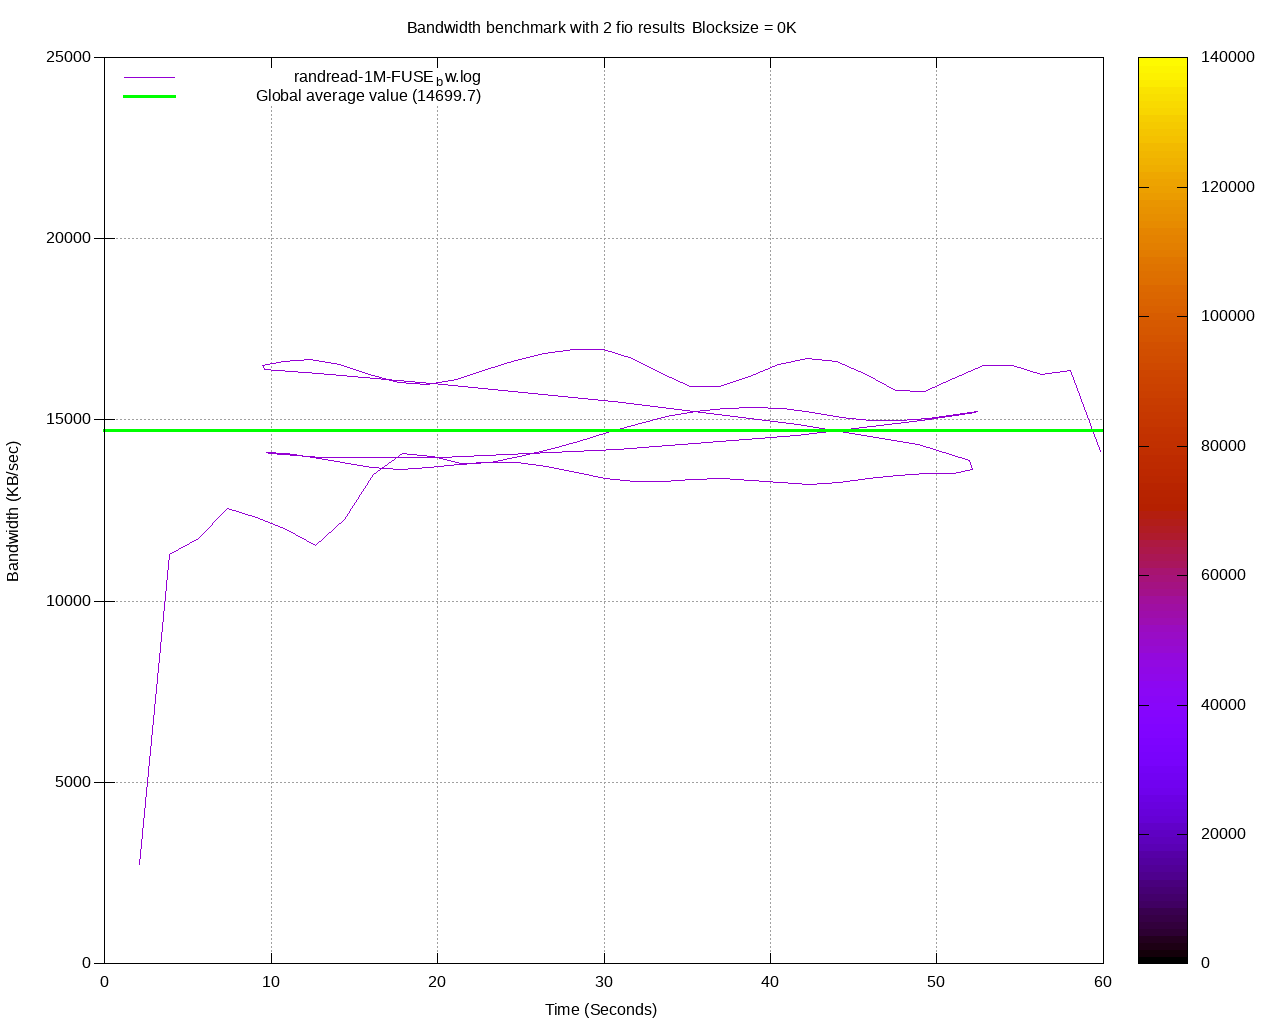 Bandwidth benchmark with 2 fio results Blocksize = 0K
randread-1M-FUSE_bw.log
Global average value (14699.7)
25000
20000
15000
10000
5000
0
Bandwidth (KB/sec)
0 10 20 30 40 50 60
Time (Seconds)
140000
120000
100000
80000
60000
40000
20000
0